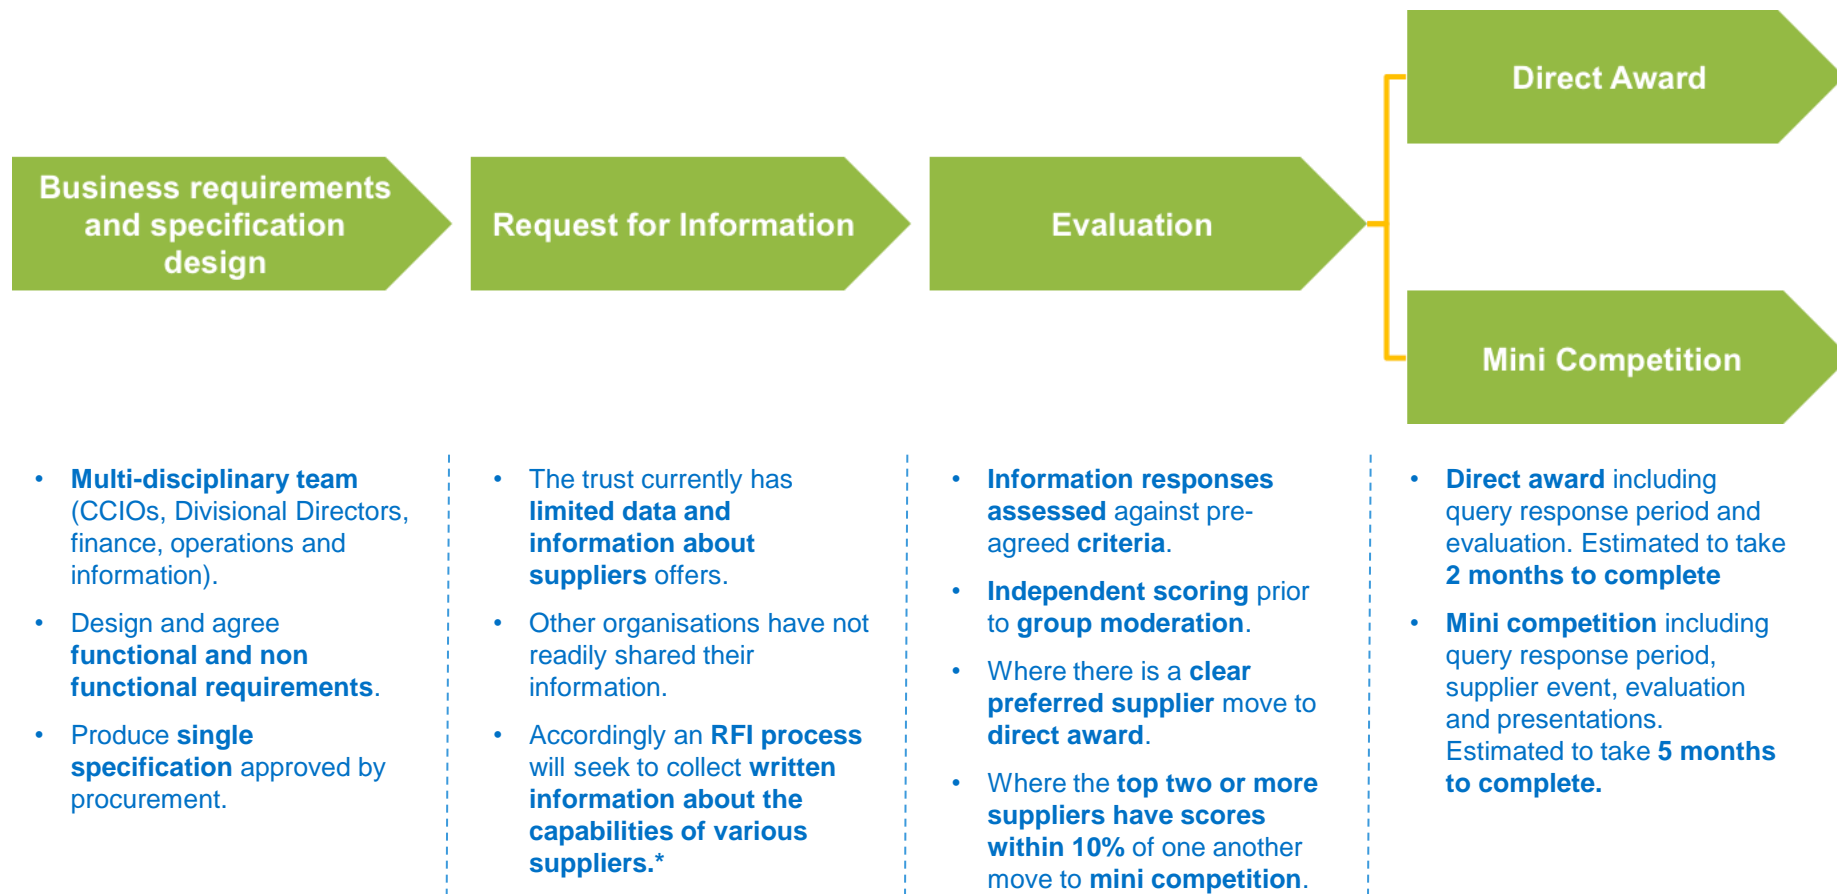 Direct Award
Business requirements
and specification
design
Request for Information
Evaluation
Mini Competition
• Multi-disciplinary team
(CCIOs, Divisional Directors,
finance, operations and
information).
• Design and agree
functional and non
functional requirements.
• Produce single
specification approved by
procurement.
• The trust currently has
limited data and
information about
suppliers offers.
• Other organisations have not
readily shared their
information.
• Accordingly an RFI process
will seek to collect written
information about the
capabilities of various
suppliers.*
• Information responses
assessed against pre-
agreed criteria.
• Independent scoring prior
to group moderation.
• Where there is a clear
preferred supplier move to
direct award.
• Where the top two or more
suppliers have scores
within 10% of one another
move to mini competition.
• Direct award including
query response period and
evaluation. Estimated to take
2 months to complete
• Mini competition including
query response period,
supplier event, evaluation
and presentations.
Estimated to take 5 months
to complete.